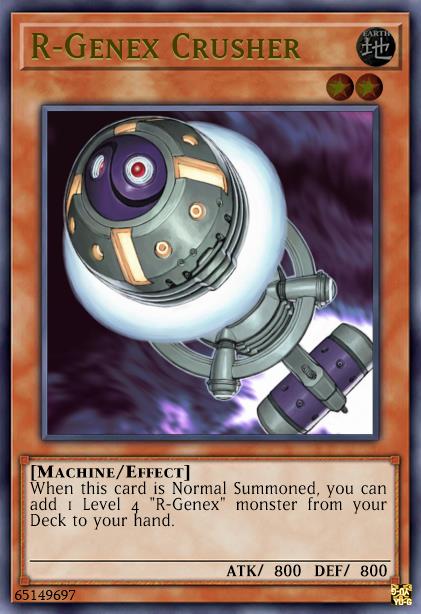 R-Genex Crusher
EARTH
地
[Machine/Effect]
When this card is Normal Summoned, you can
add 1 Level 4 "R-Genex" monster from your
Deck to your hand.
ATK/ 800 DEF/ 800
65149697